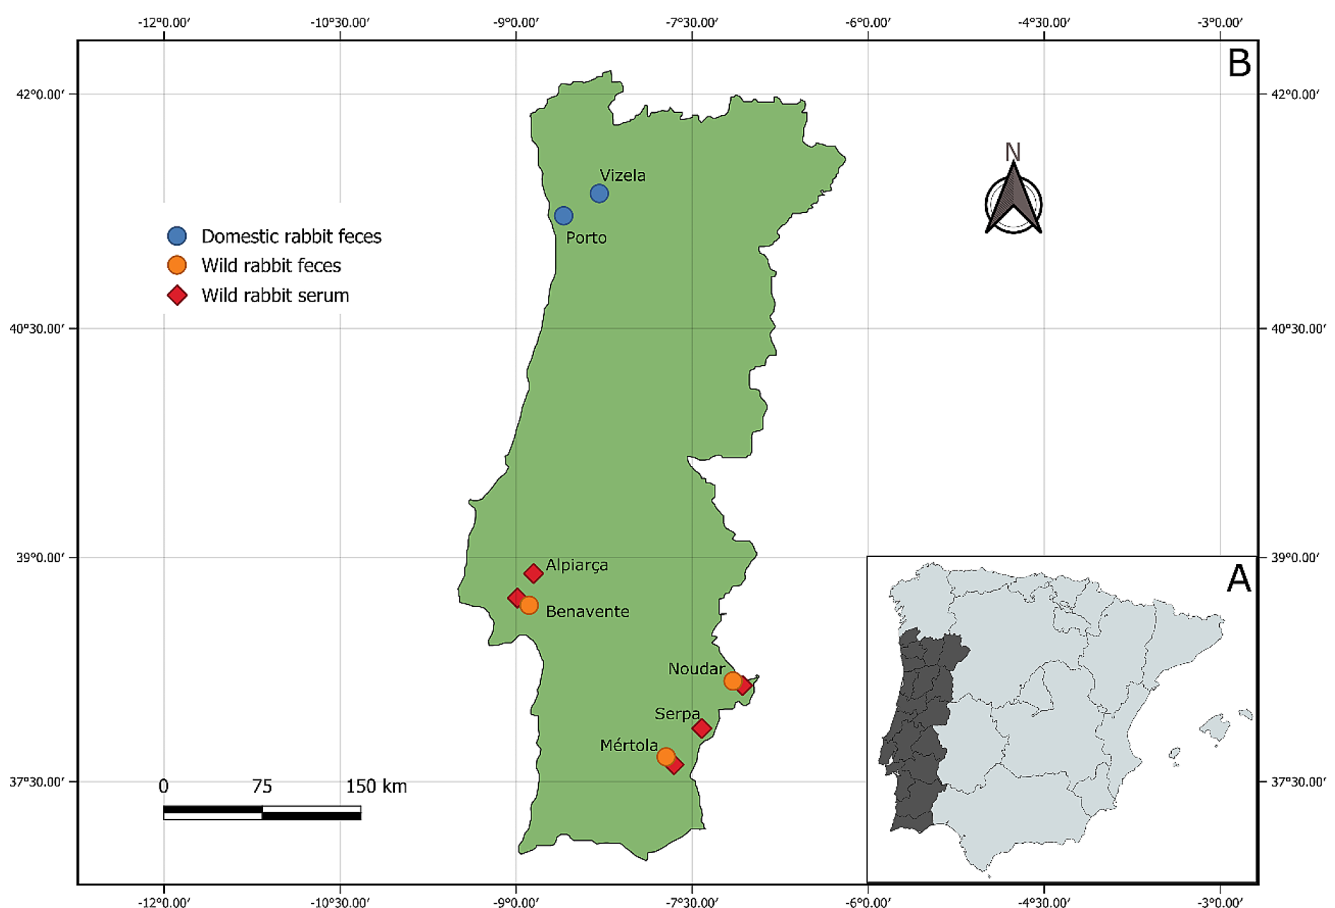 -12°0.00′ -10°30.00′ -9°0.00′ -7°30.00′ -6°0.00′ -4°30.00′ -3°0.00′
B
42°0.00′ 42°0.00′
N
Vizela
Porto
Domestic rabbit feces
Wild rabbit feces
Wild rabbit serum
40°30.00′ 40°30.00′
39°0.00′ 39°0.00′
Alpiarça
A
Benavente
Noudar
Serpa
Mértola
37°30.00′ 37°30.00′
0 75 150 km
-12°0.00′ -10°30.00′ -9°0.00′ -7°30.00′ -6°0.00′ -4°30.00′ -3°0.00′